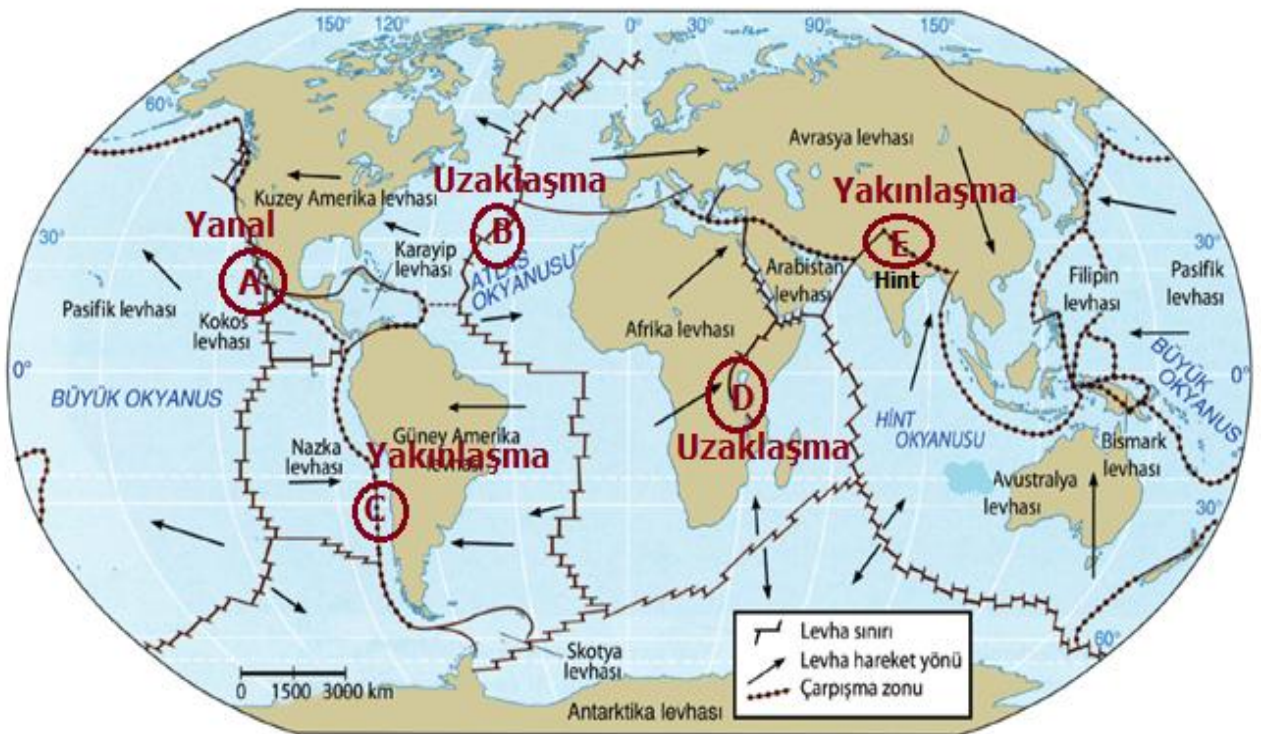 150°
120°
0°
30°
90°
150°
60°
60°
Avrasya levhası
Uzaklaşma
Yakınlaşma
Kuzey Amerika levhası
Yanal
B
E
30°
30°
Karayip
levhası
ATLAS
OKYANUSU
Hint
A
Arabistan
levhası
Filipin
levhası
Pasifik
levhası
Pasifik levhası
Kokos
levhası
Afrika levhası
0°
0°
BÜYÜK OKYANUS
BÜYÜK
OKYANUS
D
HİNT
OKYANUSU
Güney Amerika
levhası
Nazka
levhası
Yakınlaşma
Uzaklaşma
Bismark
levhası
Avustralya
levhası
C
30°
30°
Levha sınırı
Levha hareket yönü
Çarpışma zonu
60°
Skotya
levhası
0 1500 3000 km
Antarktika levhası